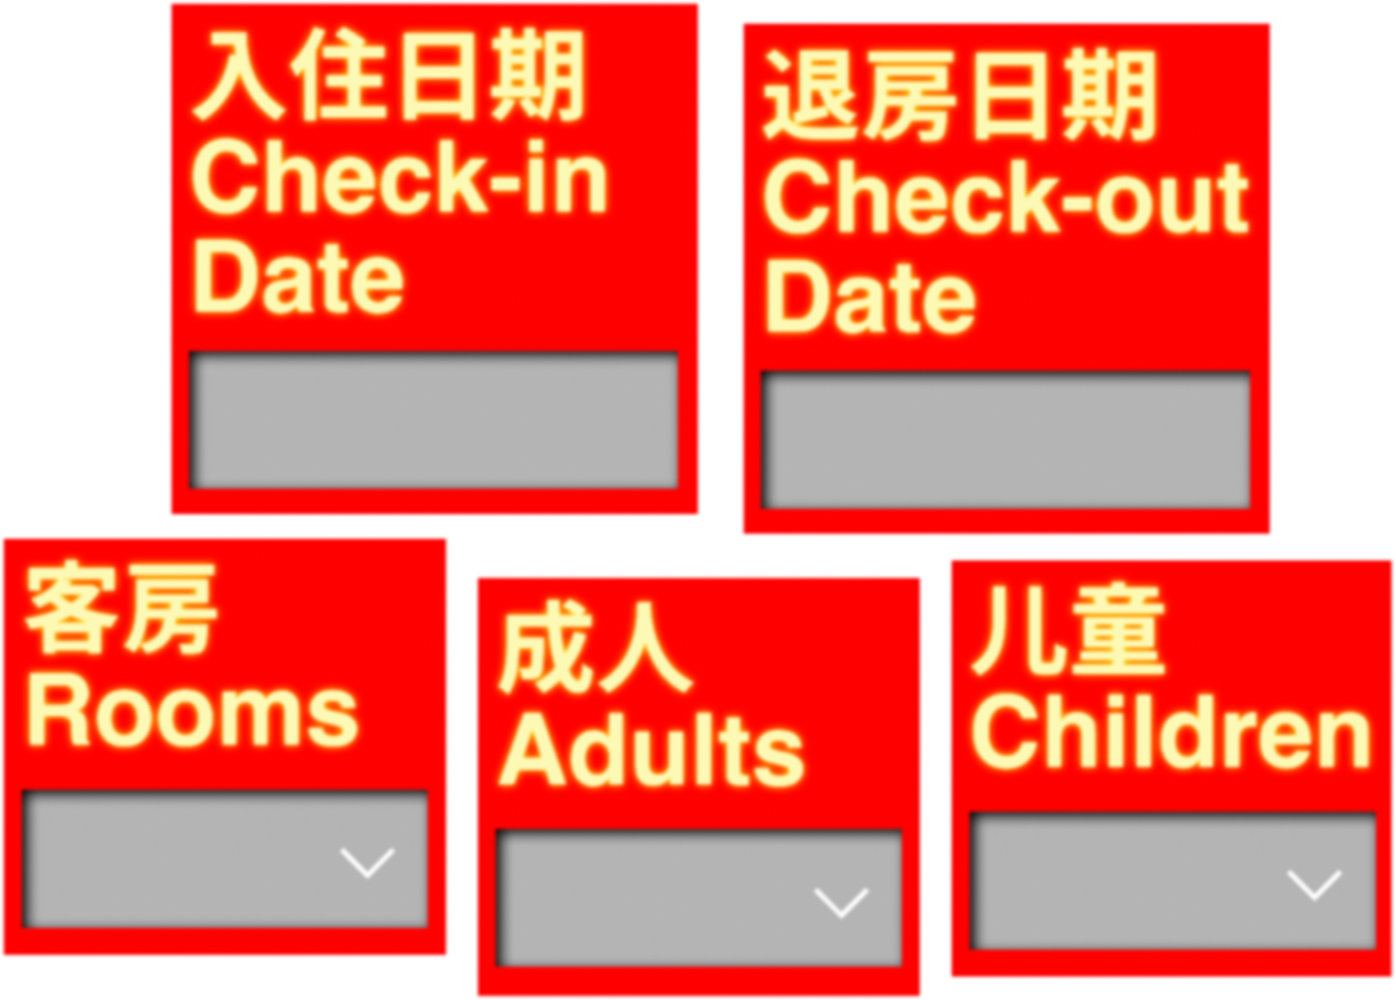 入住日期
Check-in
Date
退房日期
Check-out
Date
客房
Rooms
成人
Adults
儿童
Children